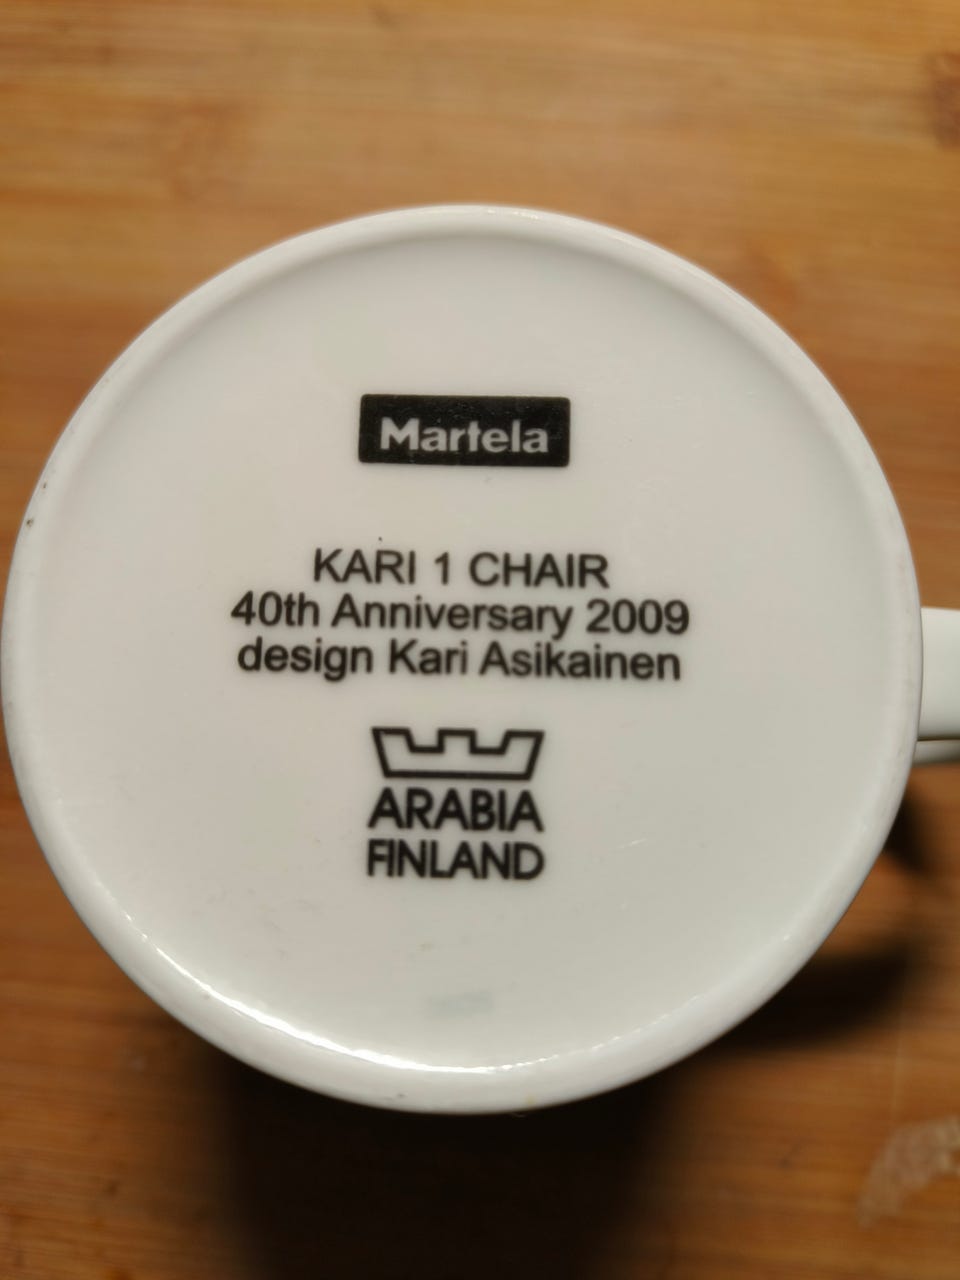 Martela
KARI 1 CHAIR
40th Anniversary 2009
design Kari Asikainen
ARABIA
FINLAND